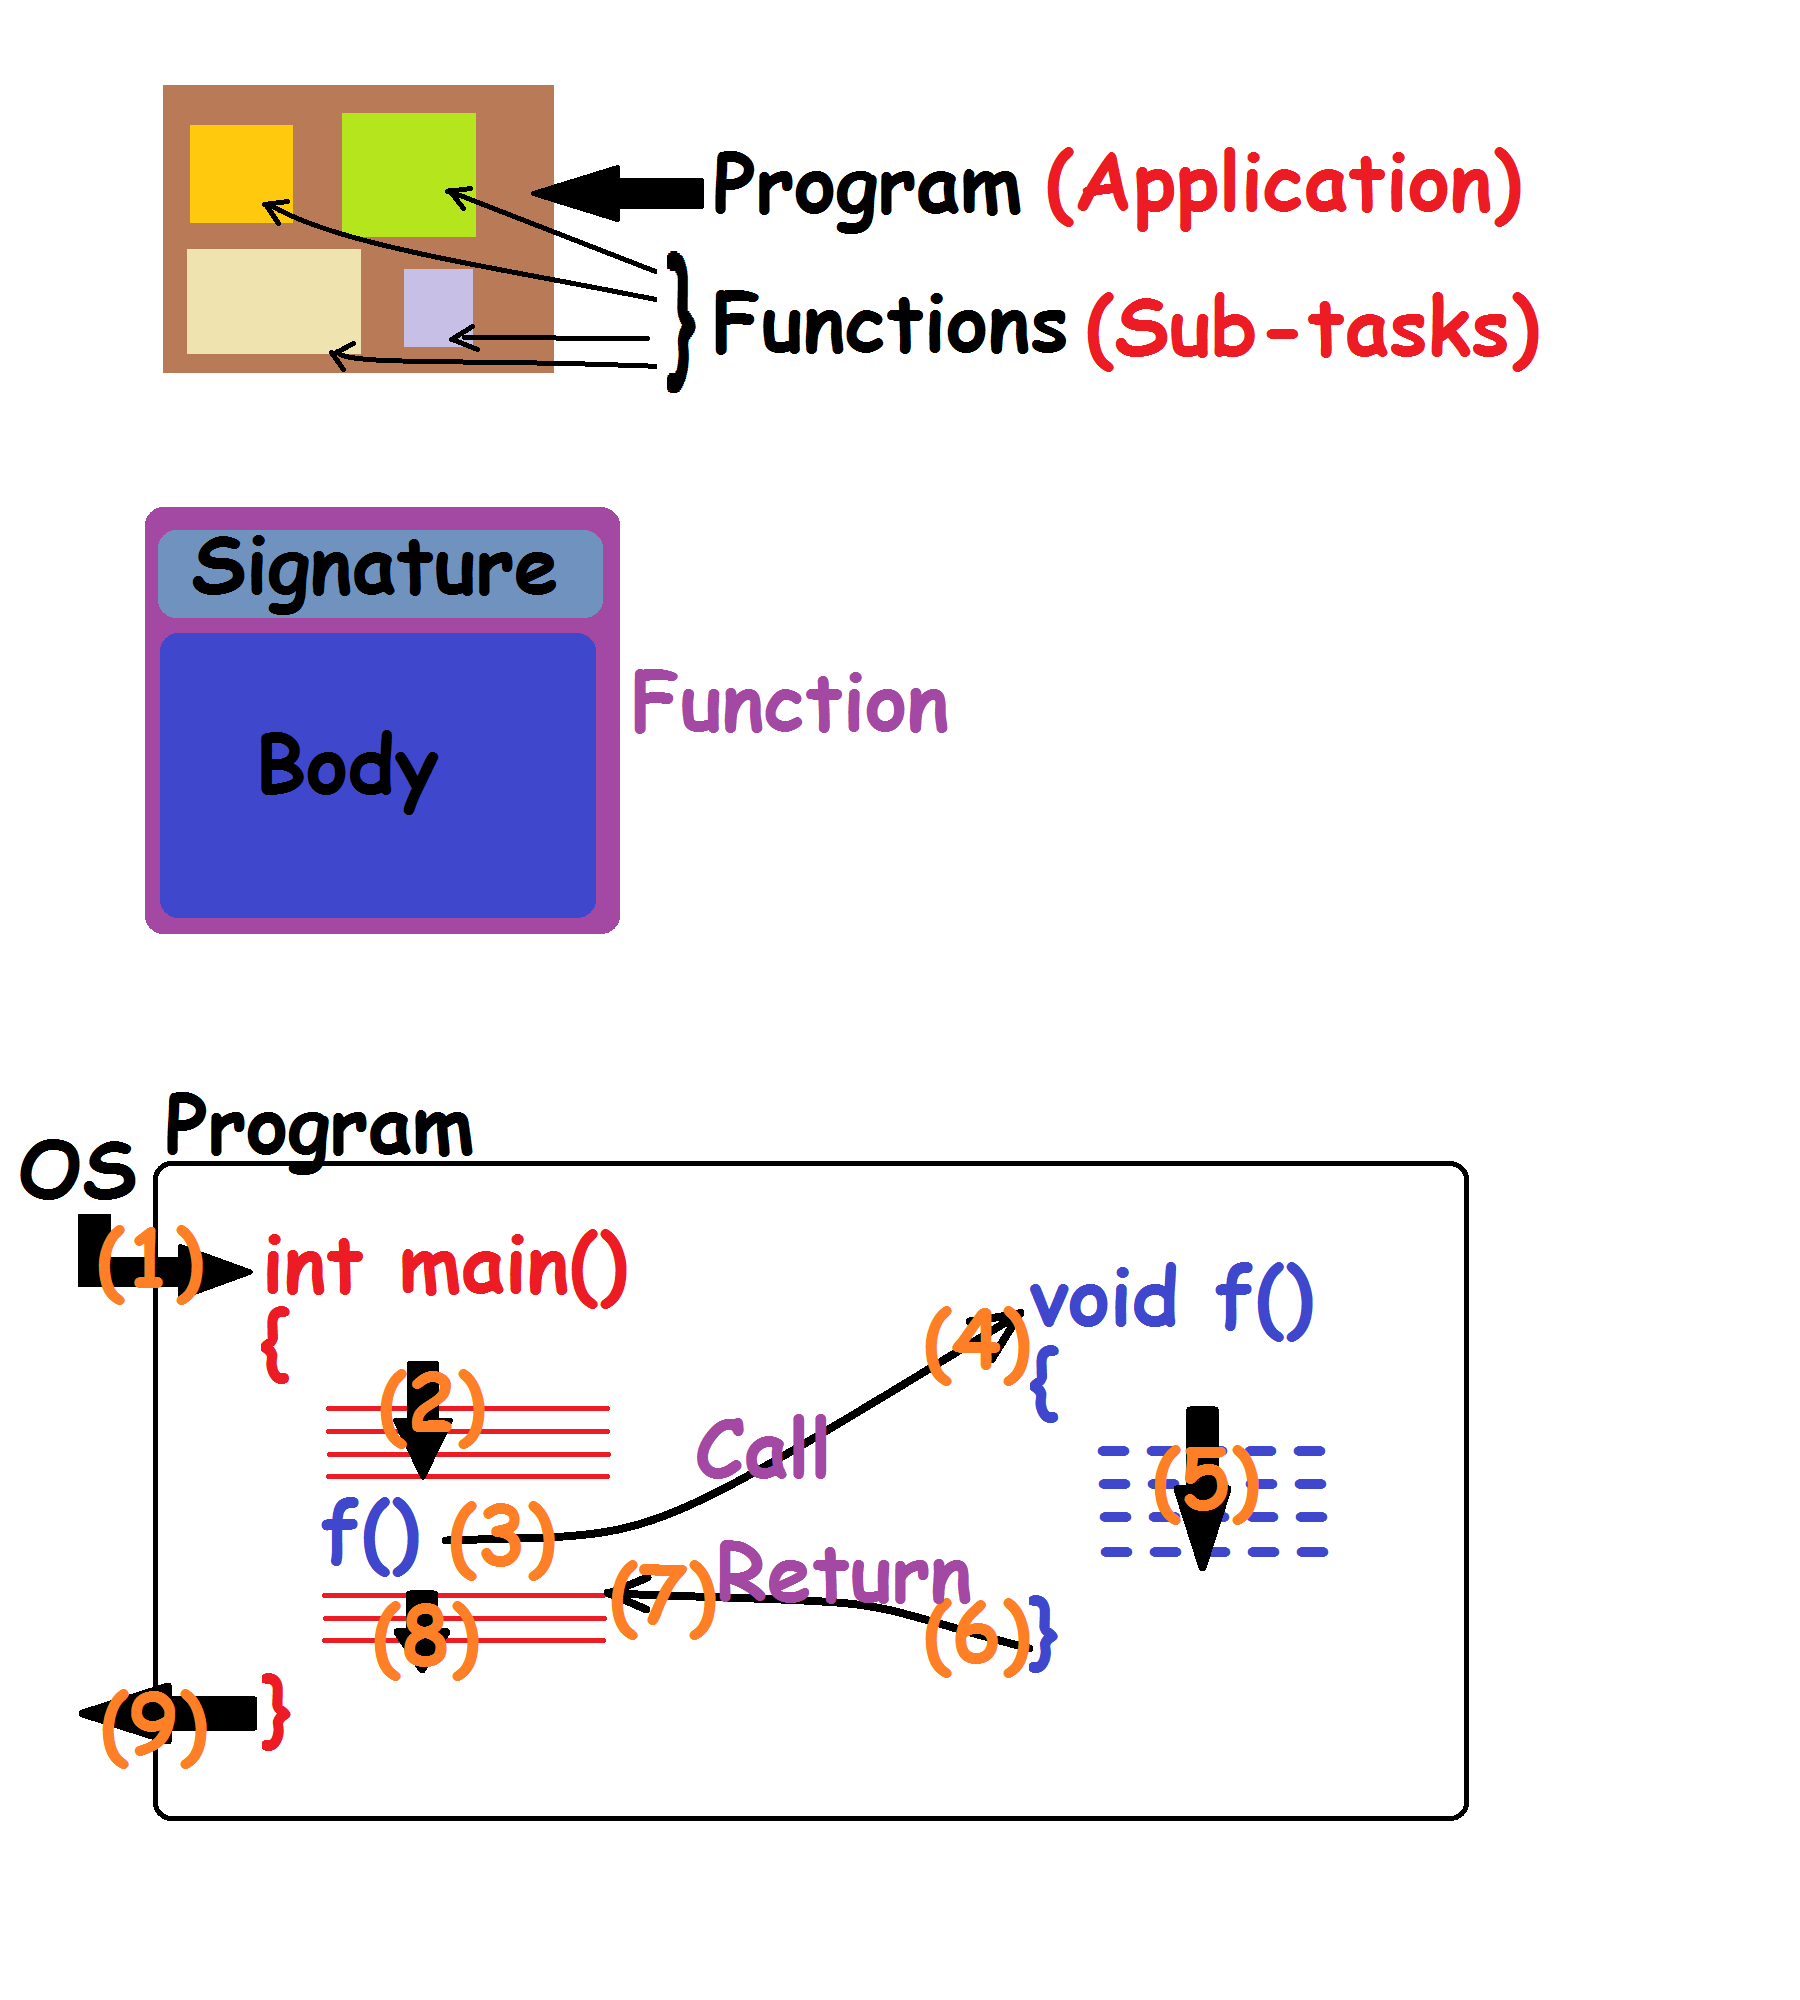 Program (Application)
} Functions (Sub-tasks)
Signature
Body
Function
Program
OS
(1) int main()
{
void f()
{
(2)
(4)
Call
(5)
f() (3)
Return
(7)
(6) }
(8)
(9) }